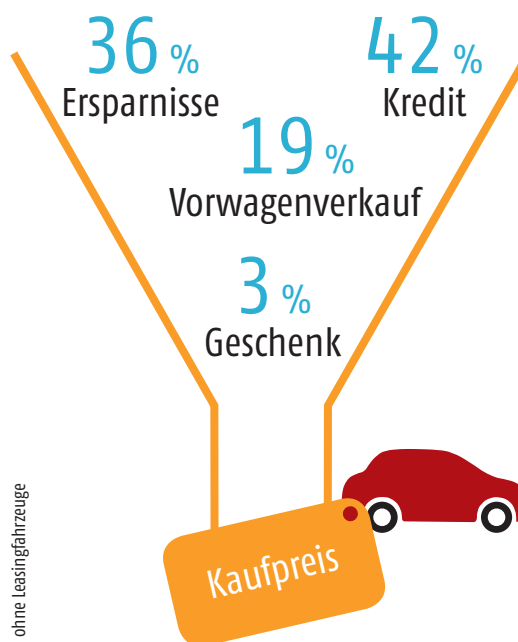 36 %
Ersparnisse
42 %
Kredit
19 %
Vorwagenverkauf
3 %
Geschenk
Kaufpreis
ohne Leasingfahrzeuge